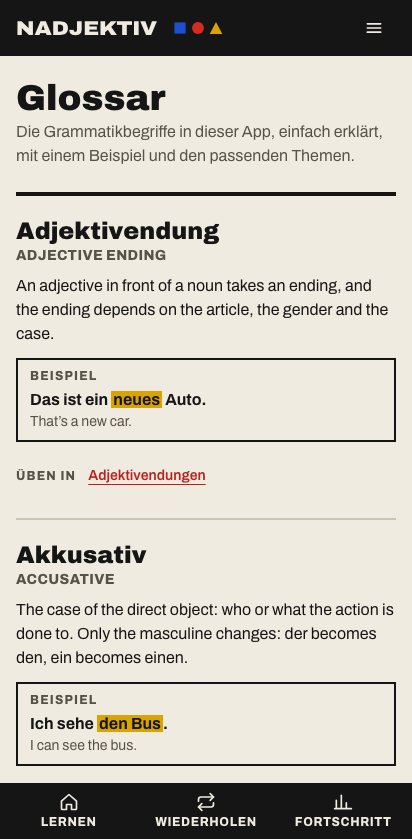 NADJEKTIV
Glossar
Die Grammatikbegriffe in dieser App, einfach erklärt,
mit einem Beispiel und den passenden Themen.
Adjektivendung
ADJECTIVE ENDING
An adjective in front of a noun takes an ending, and
the ending depends on the article, the gender and the
case.
BEISPIEL
Das ist ein neues Auto.
That's a new car.
ÜBEN IN Adjektivendungen
Akkusativ
ACCUSATIVE
The case of the direct object: who or what the action is
done to. Only the masculine changes: der becomes
den, ein becomes einen.
BEISPIEL
Ich sehe den Bus.
I can see the bus.
LERNEN WIEDERHOLEN FORTSCHRITT